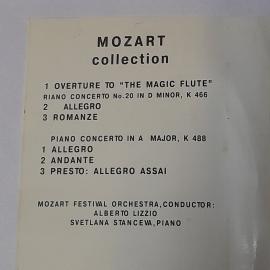 MOZART
collection
1 OVERTURE TO "THE MAGIC FLUTE"
RIANO CONCERTO No.20 IN D MINOR, K 466
2 ALLEGRO
3 ROMANZE
PIANO CONCERTO IN A MAJOR, K 488
1 ALLEGRO
2 ANDANTE
3 PRESTO: ALLEGRO ASSAI
MOZART FESTIVAL ORCHESTRA,CONDUCTOR:
ALBERTO LIZZIO
SVETLANA STANCEVA,PIANO